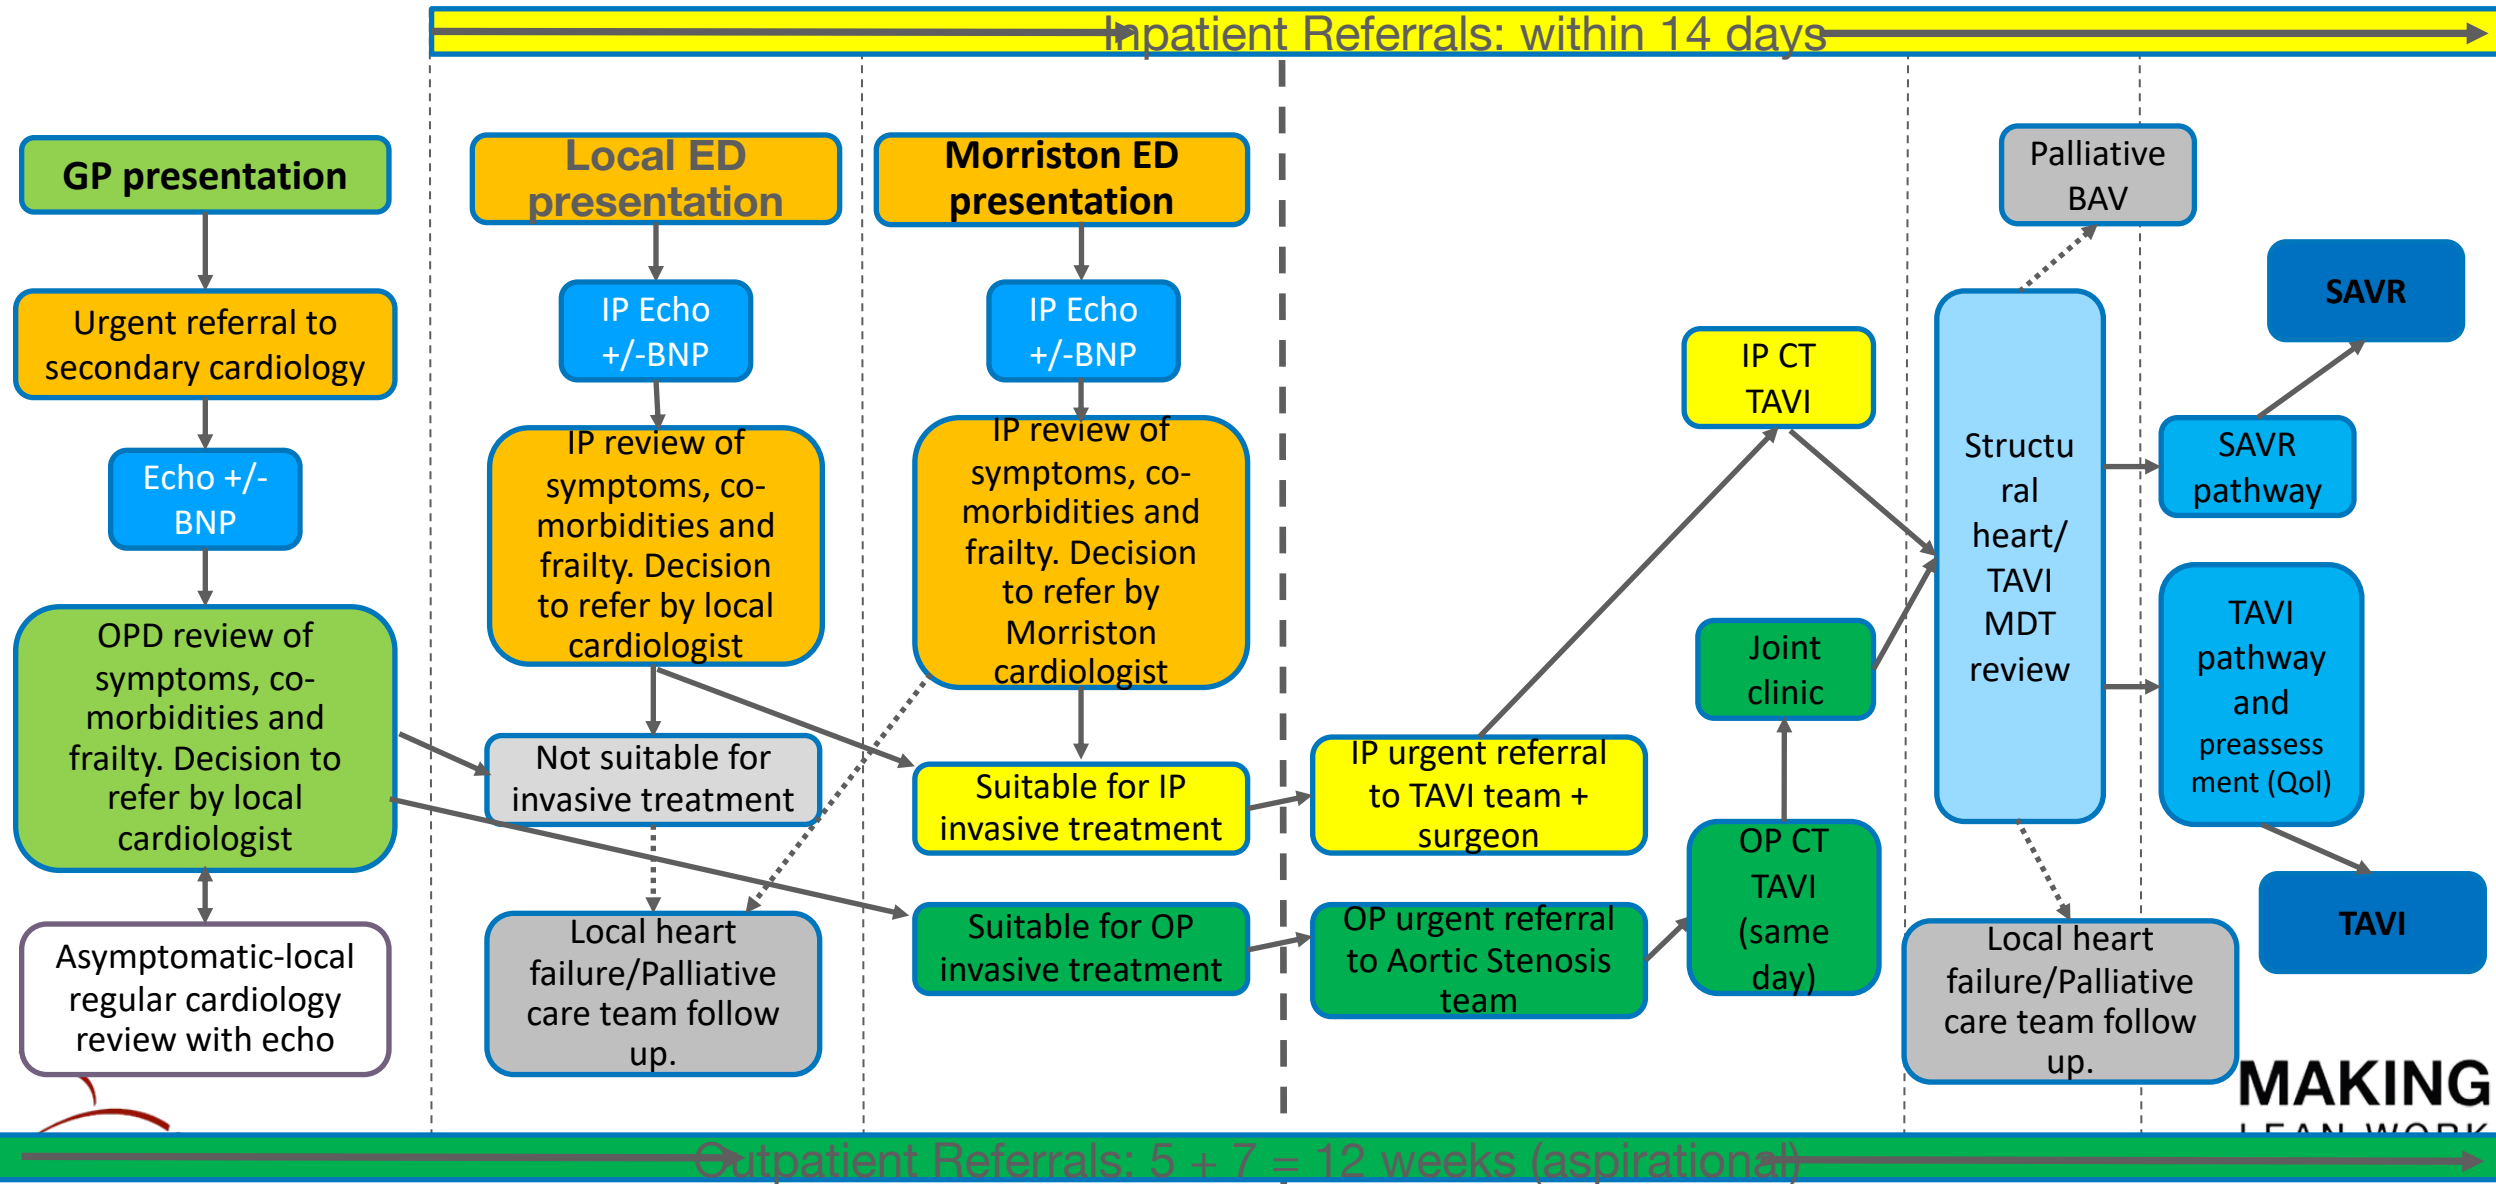 Inpatient Referrals: within 14 days
GP presentation
Urgent referral to
secondary cardiology
Echo +/-
BNP
OPD review of
symptoms, co-
morbidities and
frailty. Decision to
refer by local
cardiologist
Asymptomatic-local
regular cardiology
review with echo
Local ED
presentation
IP Echo
+/-BNP
IP review of
symptoms, co-
morbidities and
frailty. Decision
to refer by local
cardiologist
Not suitable for
invasive treatment
Local heart
failure/Palliative
care team follow
up.
Morriston ED
presentation
IP Echo
+/-BNP
IP review of
symptoms, co-
morbidities and
frailty. Decision
to refer by
Morriston
cardiologist
Suitable for IP
invasive treatment
Suitable for OP
invasive treatment
IP urgent referral
to TAVI team +
surgeon
OP urgent referral
to Aortic Stenosis
team
IP CT
TAVI
Joint
clinic
OP CT
TAVI
(same
day)
Palliative
BAV
Structu
ral
heart/
TAVI
MDT
review
Local heart
failure/Palliative
care team follow
up.
SAVR
SAVR
pathway
TAVI
pathway
and
preassess
ment (Qol)
TAVI
MAKING
LEAN WORK
Outpatient Referrals: 5 + 7 = 12 weeks (aspirational)